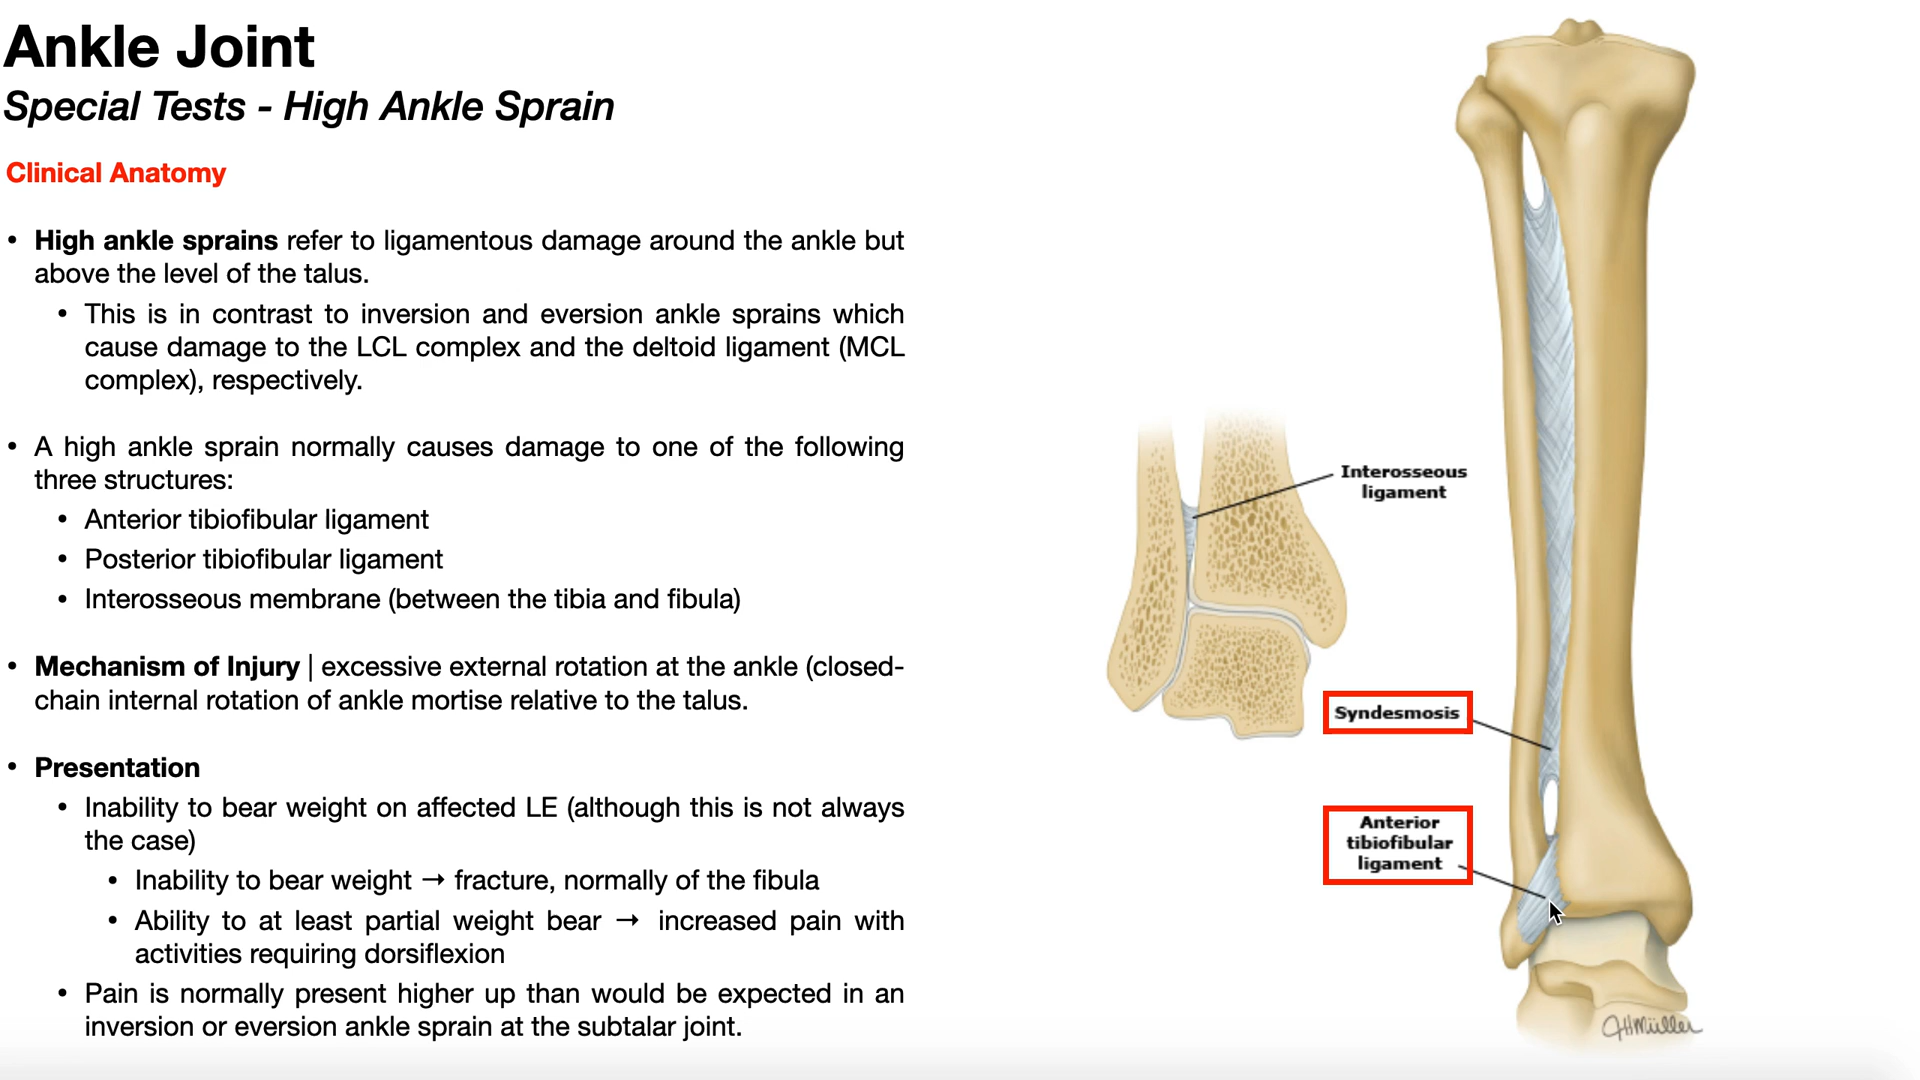 Ankle Joint
Special Tests - High Ankle Sprain
Clinical Anatomy
• High ankle sprains refer to ligamentous damage around the ankle but
above the level of the talus.
• This is in contrast to inversion and eversion ankle sprains which
cause damage to the LCL complex and the deltoid ligament (MCL
complex), respectively.
• A high ankle sprain normally causes damage to one of the following
three structures:
• Anterior tibiofibular ligament
• Posterior tibiofibular ligament
• Interosseous membrane (between the tibia and fibula)
• Mechanism of Injury | excessive external rotation at the ankle (closed-
chain internal rotation of ankle mortise relative to the talus.
• Presentation
• Inability to bear weight on affected LE (although this is not always
the case)
• Inability to bear weight → fracture, normally of the fibula
• Ability to at least partial weight bear → increased pain with
activities requiring dorsiflexion
• Pain is normally present higher up than would be expected in an
inversion or eversion ankle sprain at the subtalar joint.
Interosseous
ligament
Syndesmosis
Anterior
tibiofibular
ligament
JHMüller